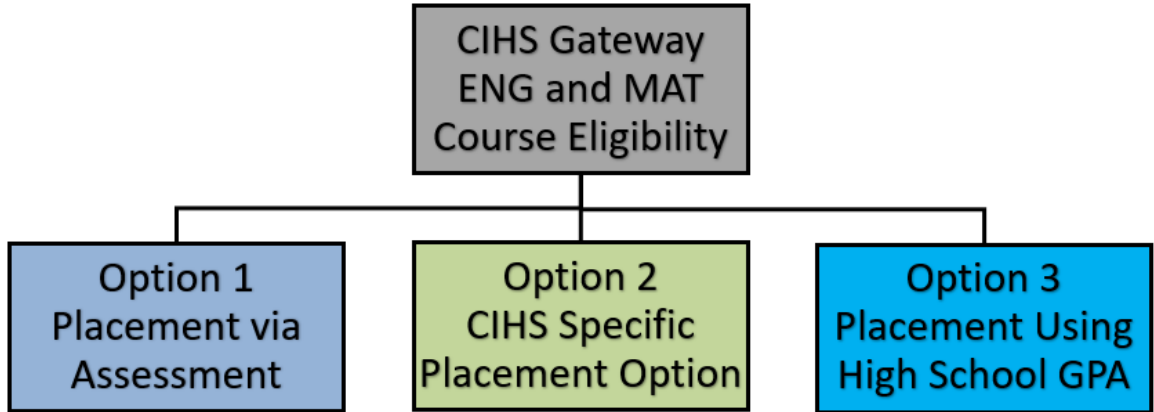 CIHS Gateway
ENG and MAT
Course Eligibility
Option 1
Placement via
Assessment
Option 2
CIHS Specific
Placement Option
Option 3
Placement Using
High School GPA